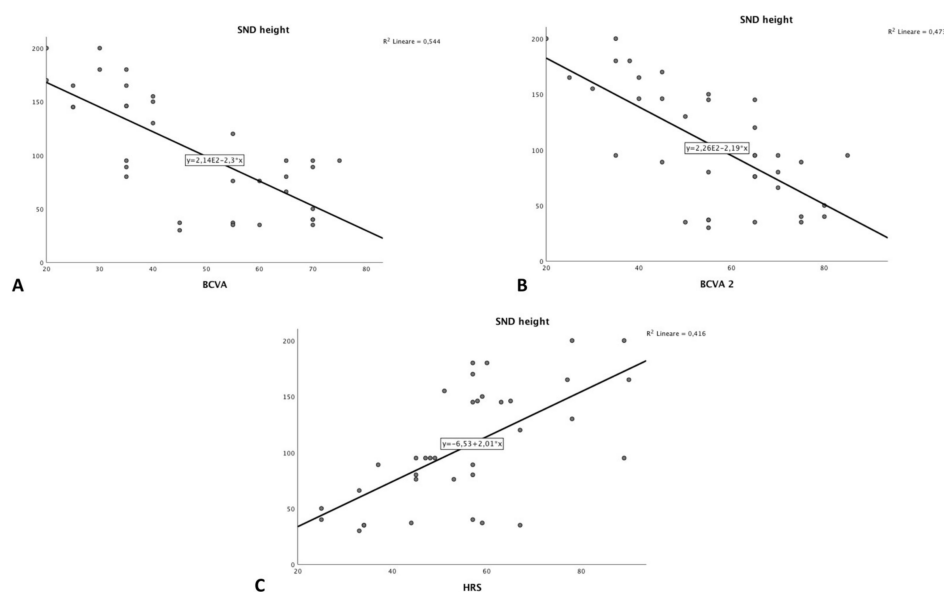 SND height
R² Lineare = 0,544
200
150
100
50
0
y=2,14E2-2,3*x
20 30 40 50 60 70 80
A
BCVA
SND height
R² Lineare = 0,473
200
150
100
50
0
y=2,26E2-2,19*x
20 40 60 80
B
BCVA 2
SND height
R² Lineare = 0,416
200
150
100
50
0
y=-6,53+2,01*x
20 40 60 80
C
HRS